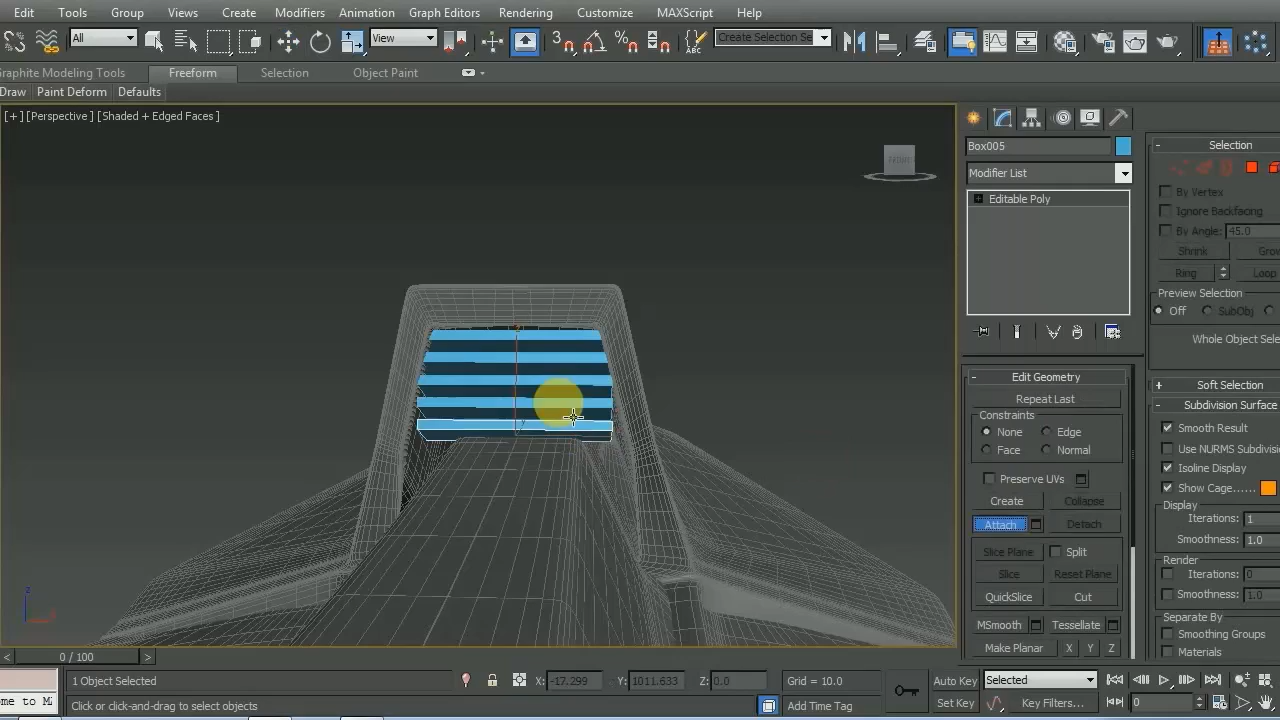 Edit Tools Group Views Create Modifiers Animation Graph Editors Rendering Customize MAXScript Help
All View Create Selection Se
Graphite Modeling Tools Freeform Selection Object Paint
Draw Paint Deform Defaults
[+] [Perspective ] [Shaded + Edged Faces ]
FRONT
Box005
Modifier List
Editable Poly
Edit Geometry
Repeat Last
Constraints
None Edge
Face Normal
Preserve UVs
Create Collapse
Attach Detach
Slice Plane Split
Slice Reset Plane
QuickSlice Cut
MSmooth Tessellate
Make Planar X Y Z
Selection
By Vertex
Ignore Backfacing
By Angle: 45.0
Shrink Grow
Ring Loop
Preview Selection
Off SubObj
Whole Object Sele
Soft Selection
Subdivision Surface
Smooth Result
Use NURMS Subdivisio
Isoline Display
Show Cage......
Display
Iterations: 1
Smoothness: 1.0
Render
Iterations: 0
Smoothness: 1.0
Separate By
Smoothing Groups
Materials
z
x
< 0 / 100 >
1 Object Selected X: -17.299 Y: 1011.633 Z: 0.0 Grid = 10.0 Auto Key Selected
ome to M Click or click-and-drag to select objects Add Time Tag Set Key Key Filters... 0